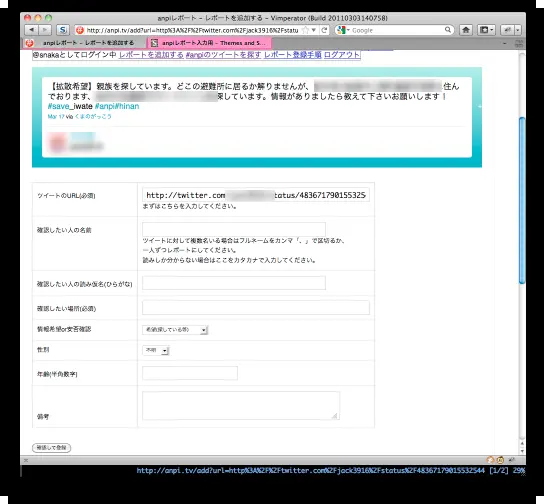 anpiレポート - レポートを追加する - Vimperator (Build 20110303140758)
http://anpi.tv/add?url=http%3A%2F%2Ftwitter.com%2Fjack3916%2Fstatu
Google
anpiレポート - レポートを追加する
anpiレポート入力用 - Themes and S...
@snakaとしてログイン中 レポートを追加する #anpiのツイートを探す レポート登録手順 ログアウト
【拡散希望】親族を探しています。どこの避難所に居るか解りませんが、
住ん
でおります、
探しています。情報がありましたら教えて下さいお願いします！
#save_iwate #anpi#hinan
Mar 17 via くまのがっこう
ツイートのURL(必須)
http://twitter.com
tatus/483671790155325
まずはこちらを入力してください。
確認したい人の名前
ツイートに対して複数名いる場合はフルネームをカンマ「、」で区切るか、
一人ずつレポートにしてください。
読みしか分からない場合はここをカタカナで入力してください。
確認したい人の読み仮名(ひらがな)
確認したい場所(必須)
情報希望or安否確認
希望(探している等)
性別
不明
年齢(半角数字)
備考
確認して登録
http://anpi.tv/add?url=http%3A%2F%2Ftwitter.com%2Fjack3916%2Fstatus%2F48367179015532544 [1/2] 29%